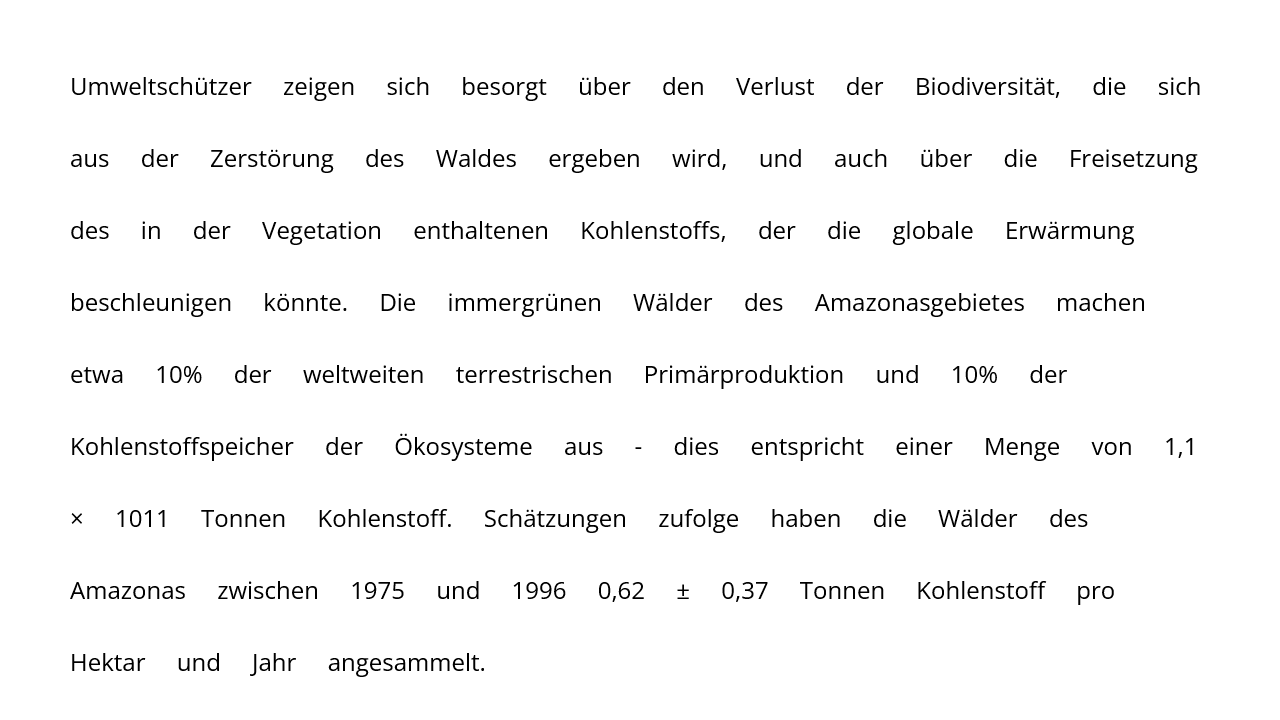 Umweltschützer zeigen sich besorgt über den Verlust der Biodiversität, die sich
aus der Zerstörung des Waldes ergeben wird, und auch über die Freisetzung
des in der Vegetation enthaltenen Kohlenstoffs, der die globale Erwärmung
beschleunigen könnte. Die immergrünen Wälder des Amazonasgebietes machen
etwa 10% der weltweiten terrestrischen Primärproduktion und 10% der
Kohlenstoffspeicher der Ökosysteme aus - dies entspricht einer Menge von 1,1
× 1011 Tonnen Kohlenstoff. Schätzungen zufolge haben die Wälder des
Amazonas zwischen 1975 und 1996 0,62 ± 0,37 Tonnen Kohlenstoff pro
Hektar und Jahr angesammelt.